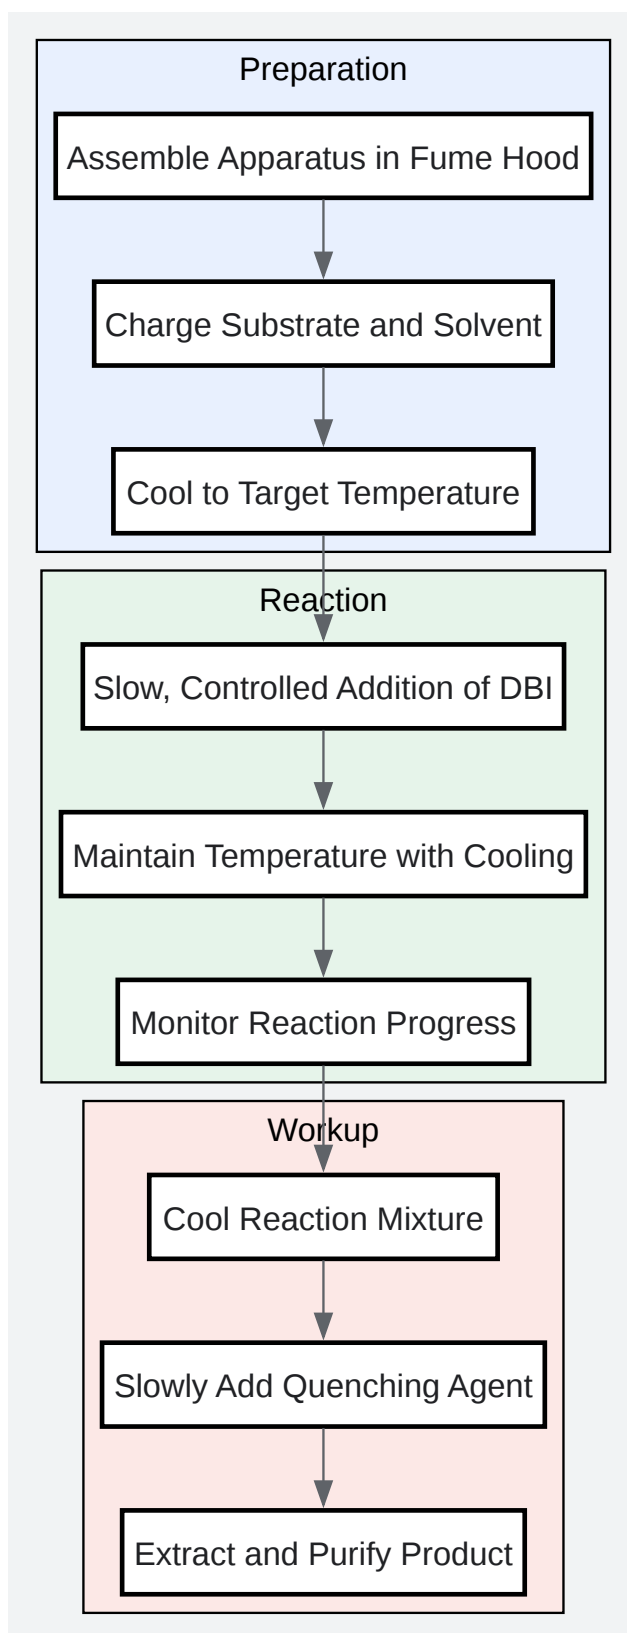 Preparation
Assemble Apparatus in Fume Hood
Charge Substrate and Solvent
Cool to Target Temperature
Reaction
Slow, Controlled Addition of DBI
Maintain Temperature with Cooling
Monitor Reaction Progress
Workup
Cool Reaction Mixture
Slowly Add Quenching Agent
Extract and Purify Product